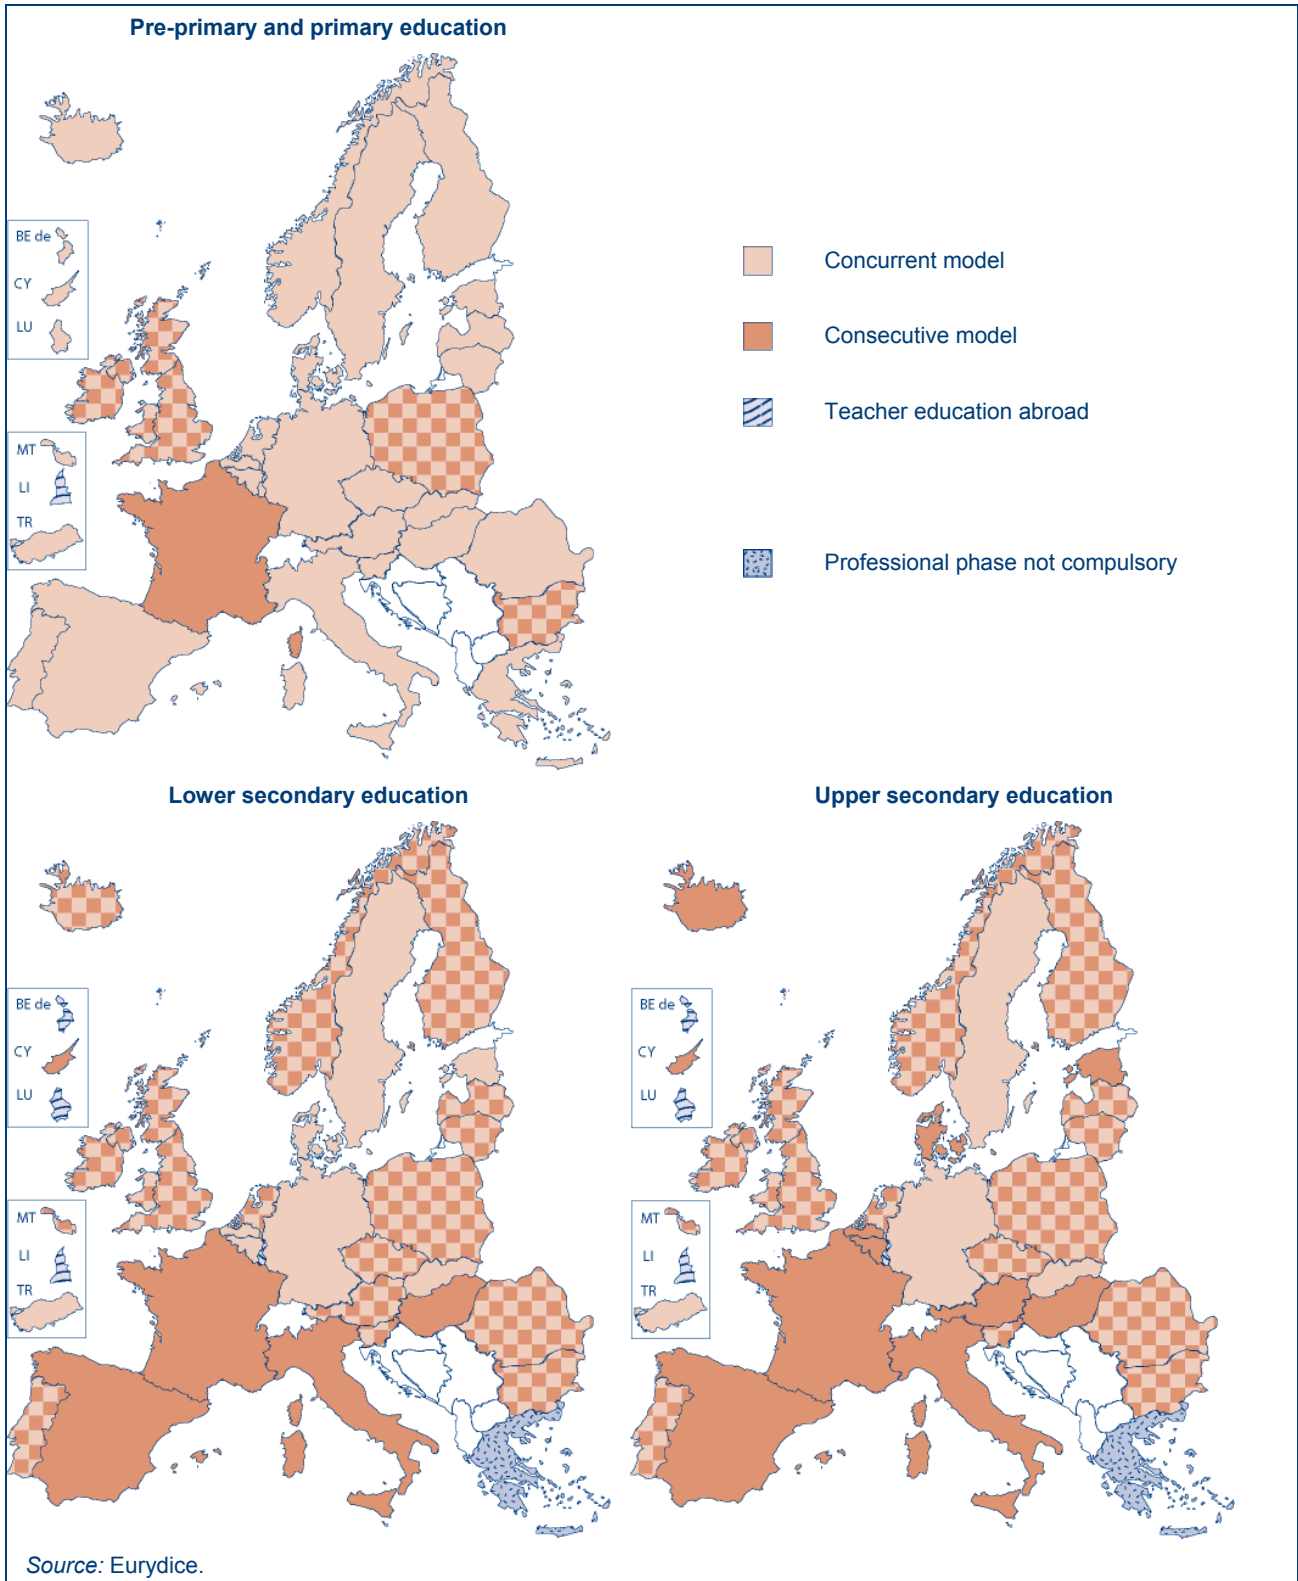 Pre-primary and primary education
BE de
CY
LU
MT
LI
TR
Concurrent model
Consecutive model
Teacher education abroad
Professional phase not compulsory
Lower secondary education
BE de
CY
LU
MT
LI
TR
Upper secondary education
BE de
CY
LU
MT
LI
TR
Source: Eurydice.